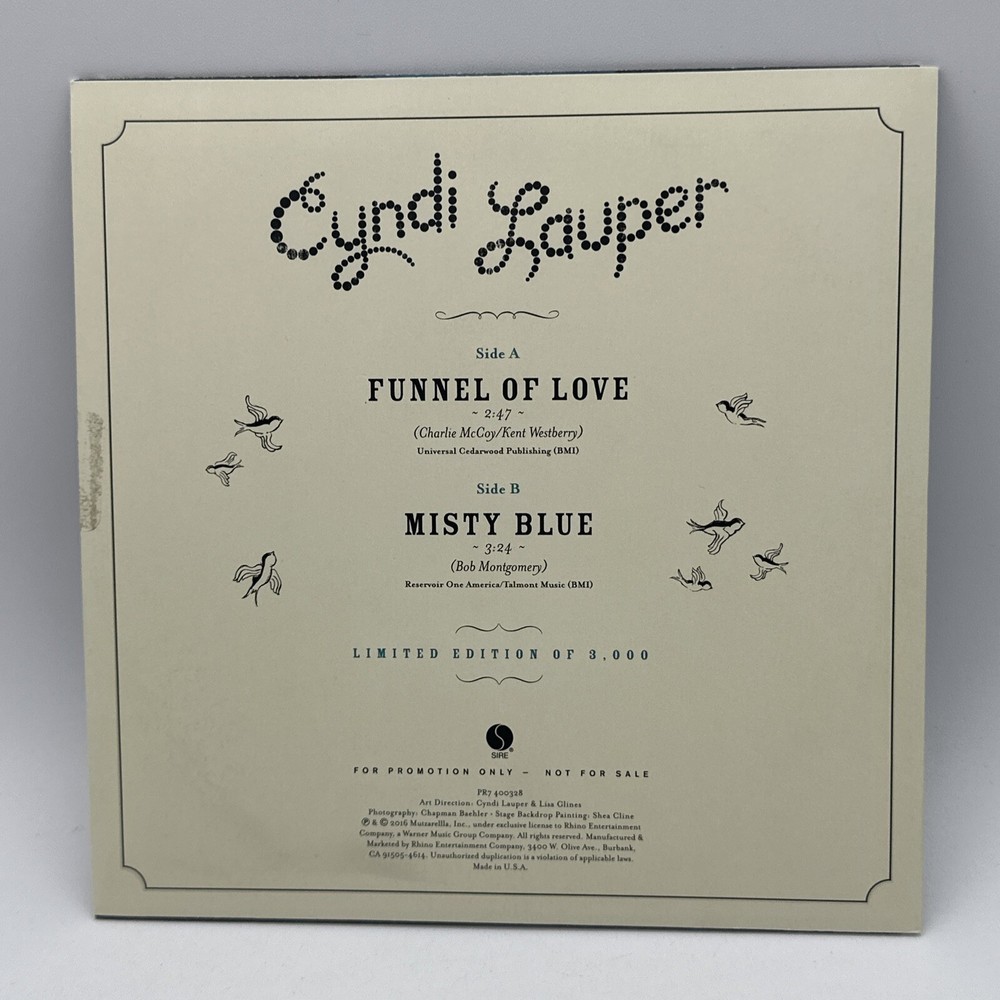 Cyndi Lauper
Side A
FUNNEL OF LOVE
~ 2:47 ~
(Charlie McCoy/Kent Westberry)
Universal Cedarwood Publishing (BMI)
Side B
MISTY BLUE
~ 3:24 ~
(Bob Montgomery)
Reservoir One America/Talmont Music (BMI)
LIMITED EDITION OF 3,000
SIRE®
FOR PROMOTION ONLY – NOT FOR SALE
PR7 400328
Art Direction: Cyndi Lauper & Lisa Glines
Photography: Chapman Baehler • Stage Backdrop Painting: Shea Cline
℗ & © 2016 Mutzarellla, Inc., under exclusive license to Rhino Entertainment
Company, a Warner Music Group Company. All rights reserved. Manufactured &
Marketed by Rhino Entertainment Company, 3400 W. Olive Ave., Burbank,
CA 91505-4614. Unauthorized duplication is a violation of applicable laws.
Made in U.S.A.